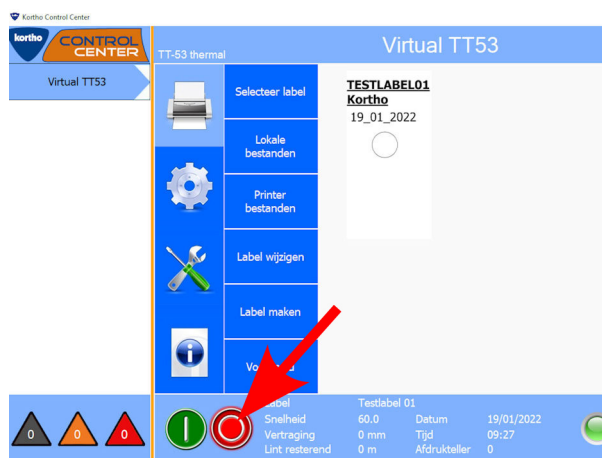 Kortho Control Center
kortho
CONTROL
CENTER
TT-53 thermal
Virtual TT53
Virtual TT53
Selecteer label
Lokale
bestanden
Printer
bestanden
Label wijzigen
Label maken
TESTLABEL01
Kortho
19_01_2022
Label Testlabel 01
Snelheid 60.0 Datum 19/01/2022
Vertraging 0 mm Tijd 09:27
Lint resterend 0 m Afdrukteller 0
0 0 0